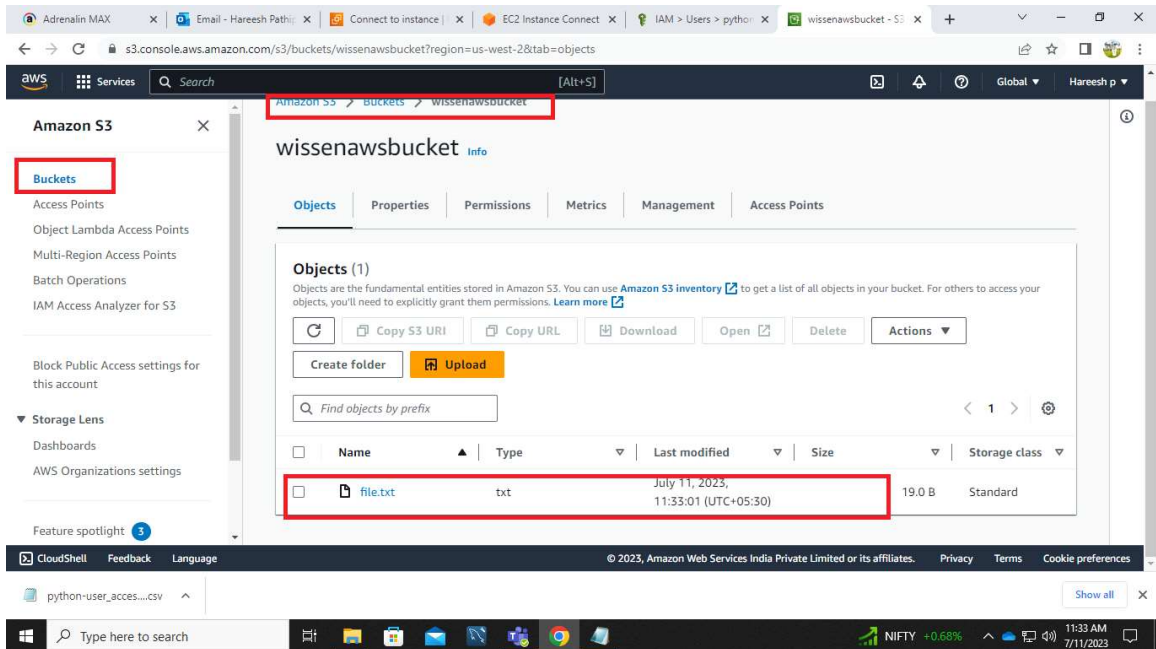 Adrenalin MAX
Email - Hareesh Pathip
Connect to instance |
EC2 Instance Connect
IAM > Users > python
wissenawsbucket - S3
s3.console.aws.amazon.com/s3/buckets/wissenawsbucket?region=us-west-2&tab=objects
aws Services Search [Alt+S] Global Hareesh p
Amazon S3 > Buckets > wissenawsbucket
Amazon S3
Buckets
Access Points
Object Lambda Access Points
Multi-Region Access Points
Batch Operations
IAM Access Analyzer for S3
Block Public Access settings for
this account
Storage Lens
Dashboards
AWS Organizations settings
Feature spotlight 3
wissenawsbucket Info
Objects Properties Permissions Metrics Management Access Points
Objects (1)
Objects are the fundamental entities stored in Amazon S3. You can use Amazon S3 inventory to get a list of all objects in your bucket. For others to access your
objects, you'll need to explicitly grant them permissions. Learn more
Copy S3 URI Copy URL Download Open Delete Actions
Create folder Upload
Find objects by prefix
1
Name Type Last modified Size Storage class
file.txt txt July 11, 2023, 19.0 B Standard
11:33:01 (UTC+05:30)
CloudShell Feedback Language © 2023, Amazon Web Services India Private Limited or its affiliates. Privacy Terms Cookie preferences
python-user_acces....csv Show all
Type here to search NIFTY +0.68% 11:33 AM
7/11/2023